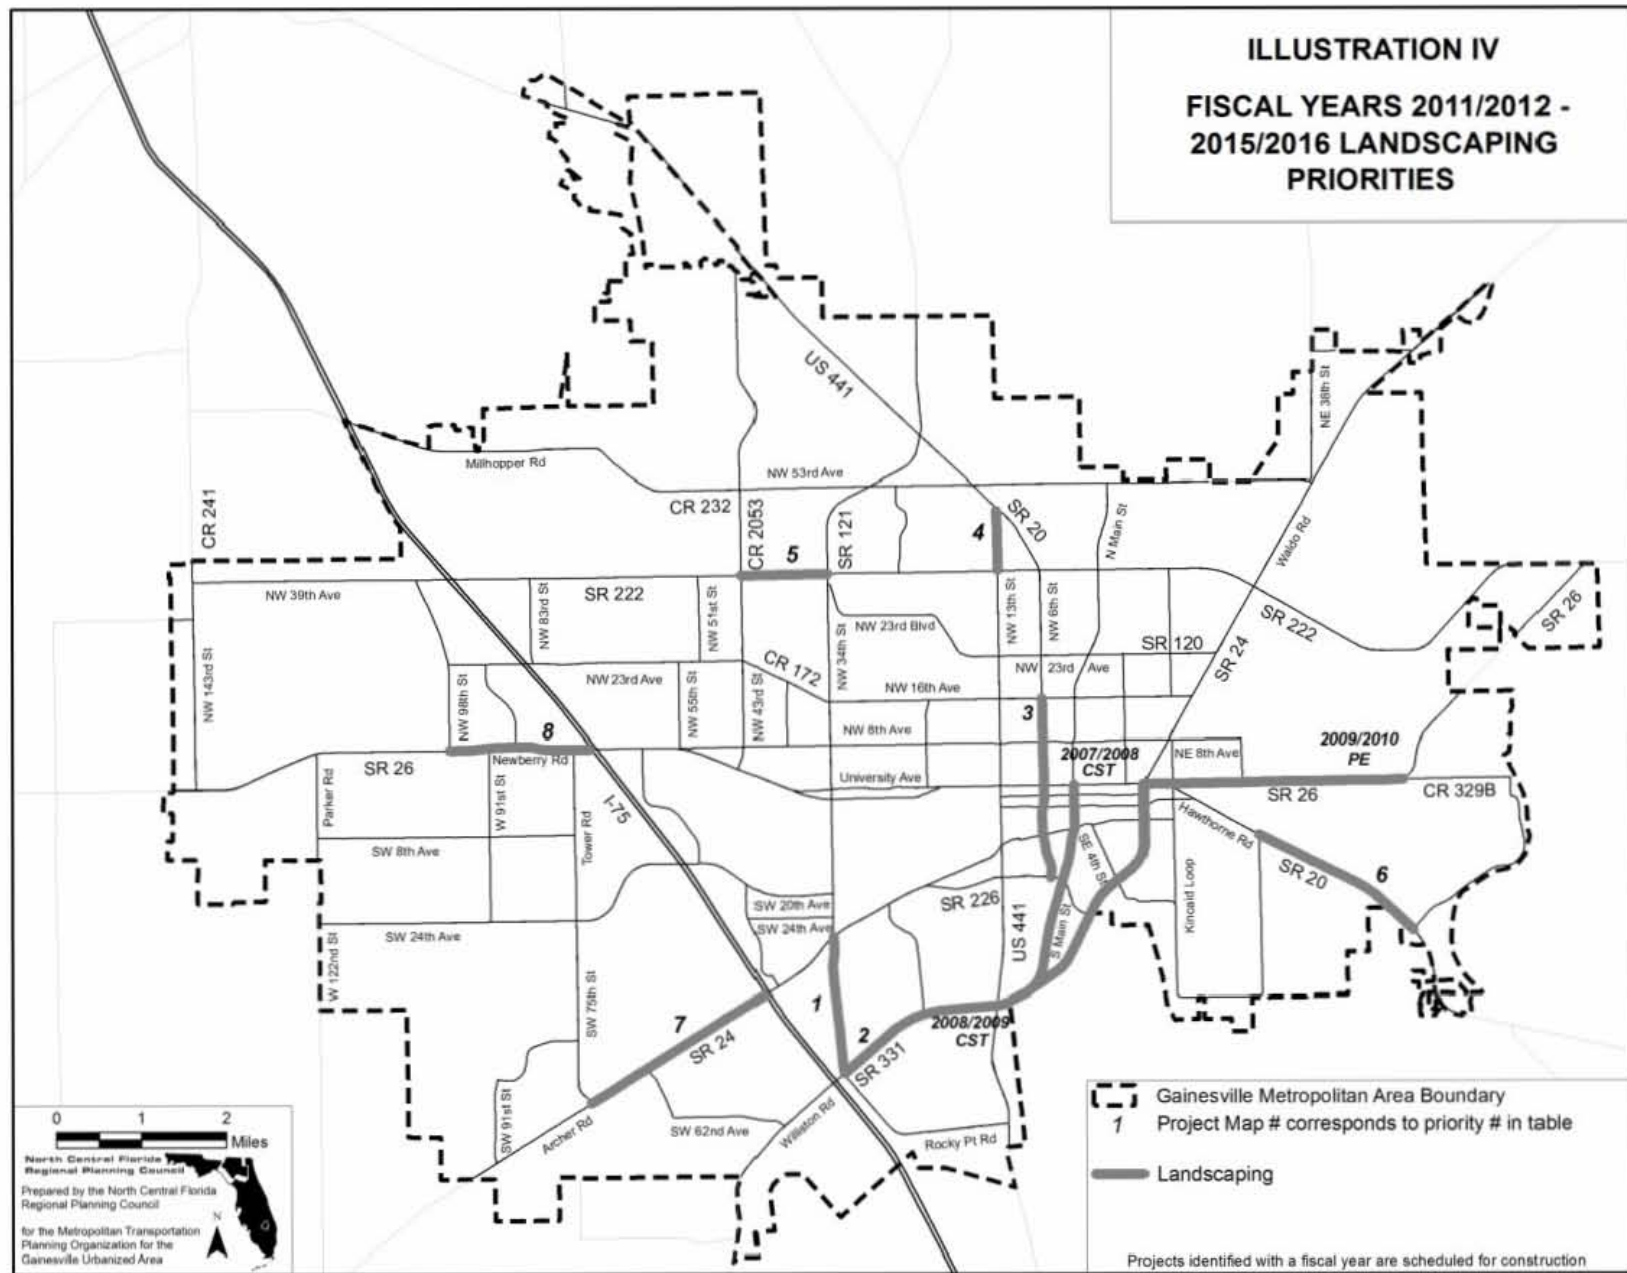 ILLUSTRATION IV
FISCAL YEARS 2011/2012 -
2015/2016 LANDSCAPING
PRIORITIES
US 441
NE 38th St
Millhopper Rd
NW 53rd Ave
CR 232
CR 241
CR 2053
SR 121
SR 20
N Main St
Waldo Rd
4
5
NW 39th Ave
NW 83rd St
SR 222
NW 51st St
NW 23rd Blvd
NW 13th St
NW 6th St
SR 120
SR 222
SR 26
SR 24
NW 143rd St
NW 98th St
NW 23rd Ave
NW 55th St
NW 43rd St
CR 172
NW 34th St
NW 16th Ave
NW 23rd Ave
3
8
NW 8th Ave
2007/2008
CST
NE 8th Ave
2009/2010
PE
SR 26
Newberry Rd
University Ave
SR 26
CR 329B
Parker Rd
W 91st St
Tower Rd
I-75
Hawthorne Rd
SW 8th Ave
SE 4th St
SR 20
6
Kincaid Loop
SW 20th Ave
SR 226
SW 24th Ave
SW 24th Ave
W 122nd St
US 441
S Main St
SW 75th St
1
7
SR 24
2
SR 331
2008/2009
CST
SW 91st St
Archer Rd
SW 62nd Ave
Williston Rd
Rocky Pt Rd
Gainesville Metropolitan Area Boundary
1 Project Map # corresponds to priority # in table
Landscaping
Projects identified with a fiscal year are scheduled for construction
0 1 2
Miles
North Central Florida
Regional Planning Council
Prepared by the North Central Florida
Regional Planning Council
N
for the Metropolitan Transportation
Planning Organization for the
Gainesville Urbanized Area